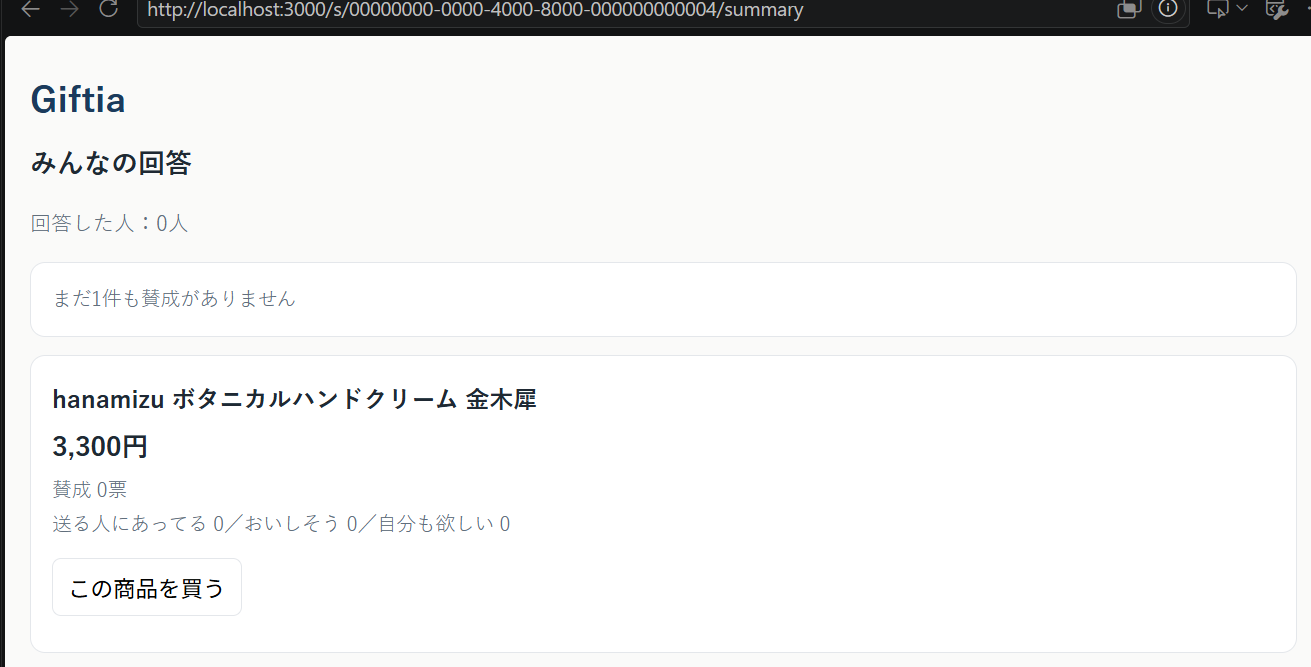 http://localhost:3000/s/00000000-0000-4000-8000-000000000004/summary
Giftia
みんなの回答
回答した人：0人
まだ1件も賛成がありません
hanamizu ボタニカルハンドクリーム 金木犀
3,300円
賛成 0票
送る人にあってる 0／おいしそう 0／自分も欲しい 0
この商品を買う